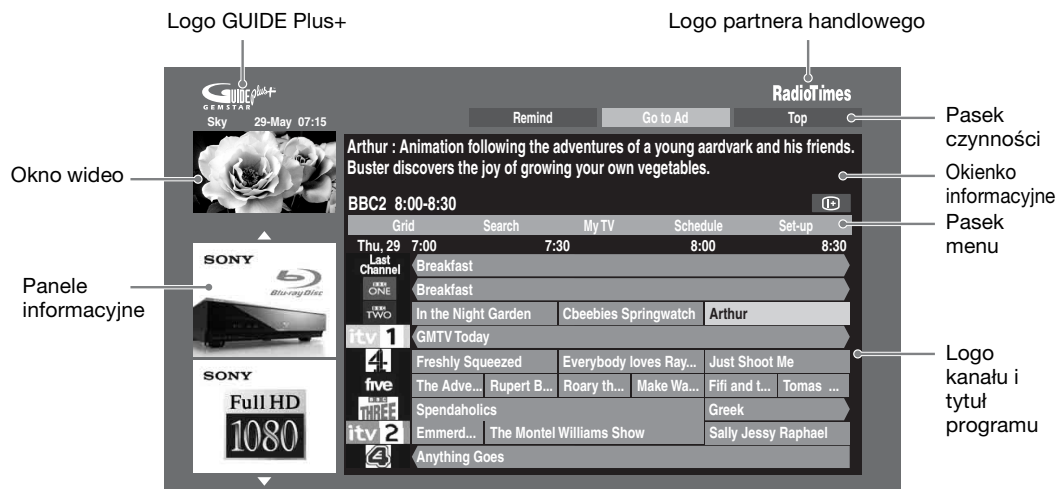 Logo GUIDE Plus+
Logo partnera handlowego
GUIDE plus+
GEMSTAR
RadioTimes
Sky 29-May 07:15
Remind Go to Ad Top
Pasek
czynności
Okno wideo
Arthur : Animation following the adventures of a young aardvark and his friends.
Buster discovers the joy of growing your own vegetables.
Okienko
informacyjne
BBC2 8:00-8:30
Grid Search My TV Schedule Set-up
Pasek
menu
Thu, 29 7:00 7:30 8:00 8:30
Panele
informacyjne
SONY
Blu-ray Disc
SONY
Full HD
1080
Last
Channel
Breakfast
BBC
ONE
Breakfast
BBC
TWO
In the Night Garden Cbeebies Springwatch Arthur
itv 1
GMTV Today
4
Freshly Squeezed Everybody loves Ray... Just Shoot Me
five
The Adve... Rupert B... Roary th... Make Wa... Fifi and t... Tomas ...
BBC
THREE
Spendaholics Greek
itv 2
Emmerd... The Montel Williams Show Sally Jessy Raphael
4
Anything Goes
Logo
kanału i
tytuł
programu